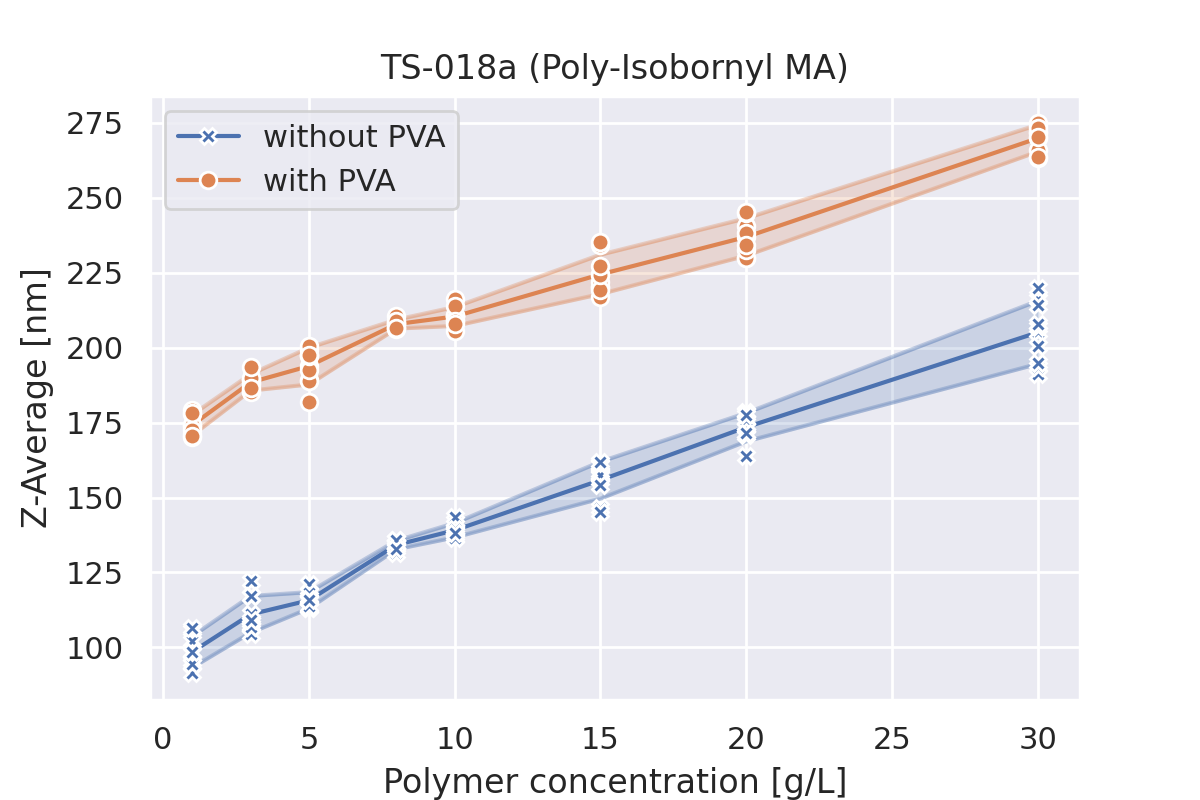 TS-018a (Poly-Isobornyl MA)
without PVA
with PVA
Z-Average [nm]
275
250
225
200
175
150
125
100
0 5 10 15 20 25 30
Polymer concentration [g/L]